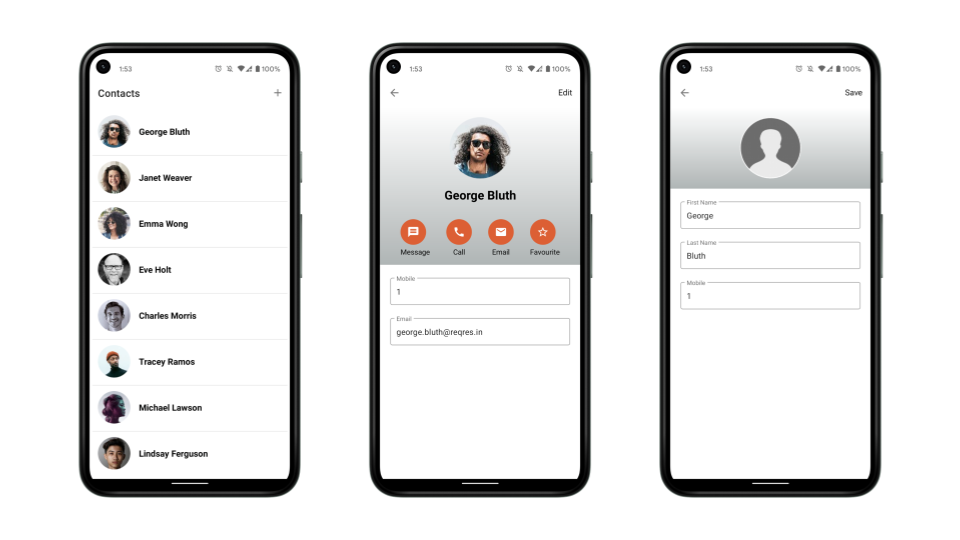 1:53
100%
Contacts
+
George Bluth
Janet Weaver
Emma Wong
Eve Holt
Charles Morris
Tracey Ramos
Michael Lawson
Lindsay Ferguson
1:53
100%
Edit
George Bluth
Message Call Email Favourite
Mobile
1
Email
george.bluth@reqres.in
1:53
100%
Save
First Name
George
Last Name
Bluth
Mobile
1